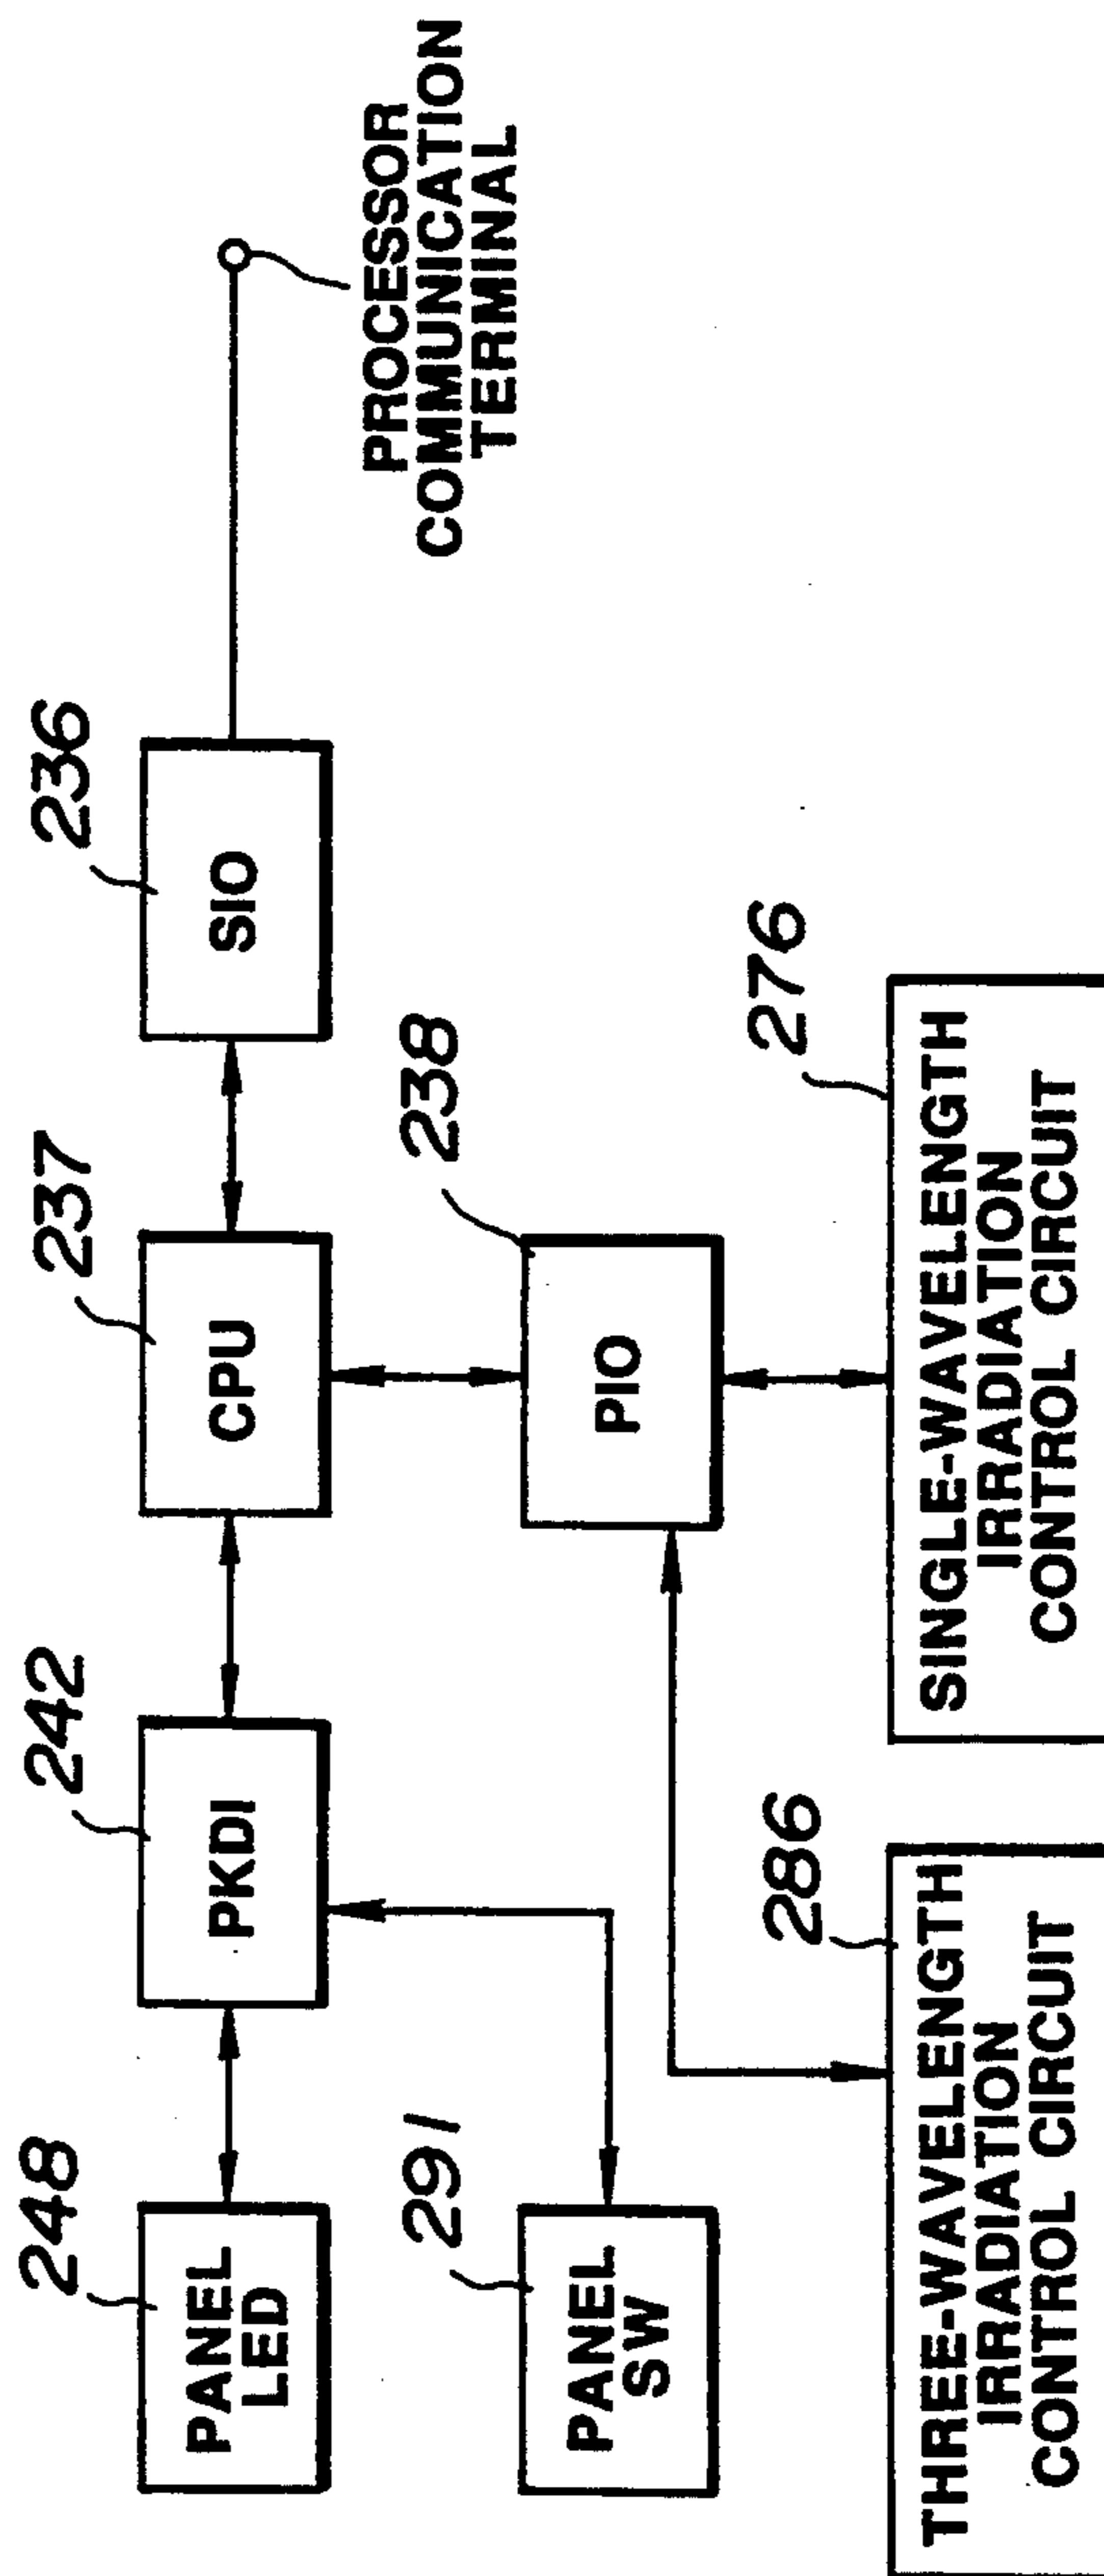 248
PANEL
LED
242
PKDI
237
CPU
236
SIO
PROCESSOR
COMMUNICATION
TERMINAL
291
PANEL
SW
238
PIO
286
THREE-WAVELENGTH
IRRADIATION
CONTROL CIRCUIT
276
SINGLE-WAVELENGTH
IRRADIATION
CONTROL CIRCUIT